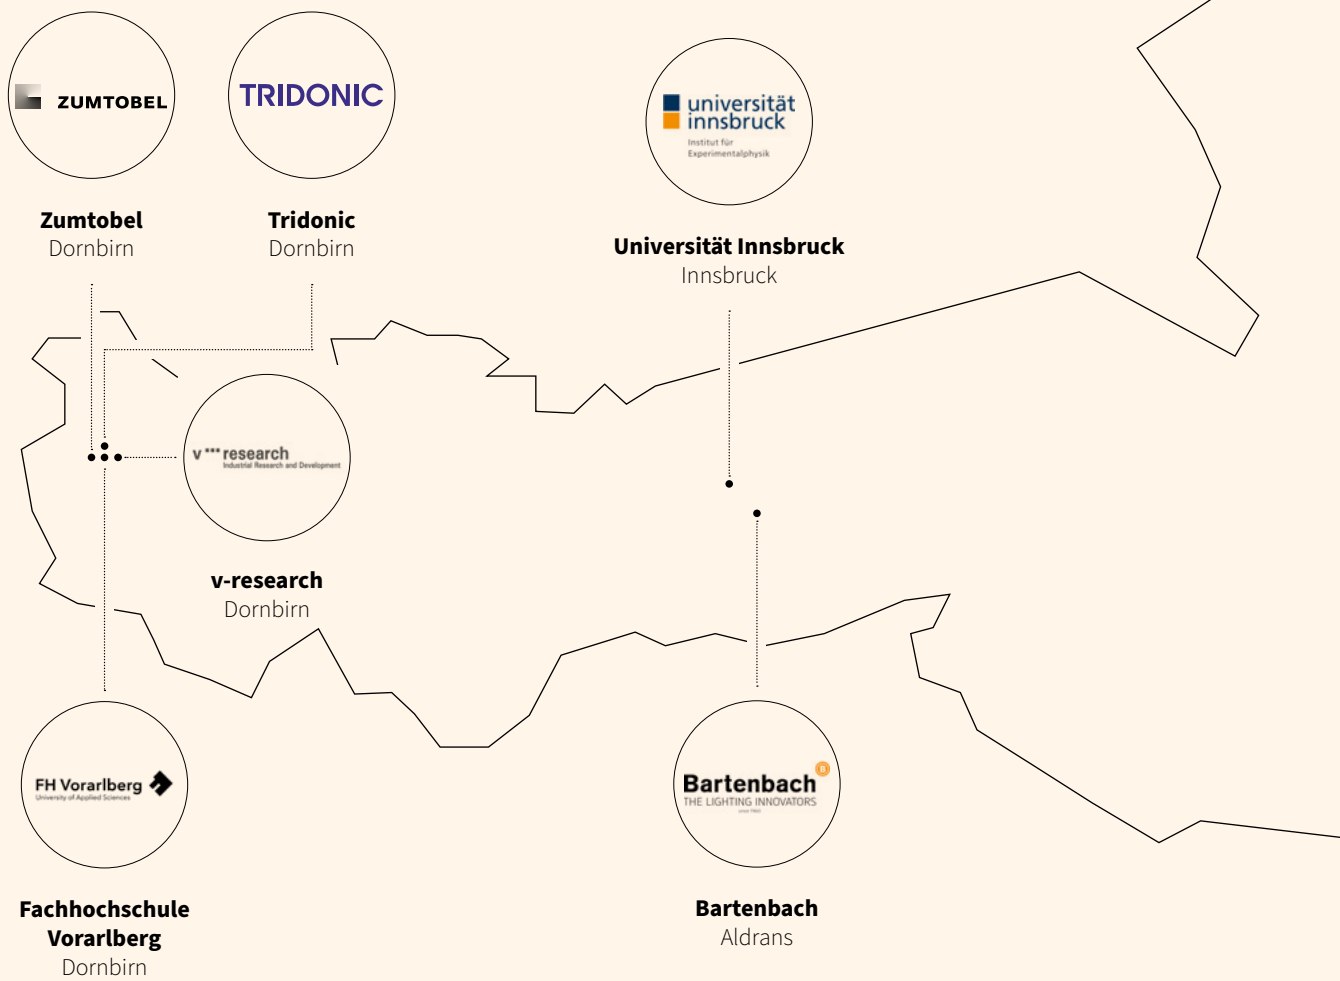 ZUMTOBEL
Zumtobel
Dornbirn
TRIDONIC
Tridonic
Dornbirn
universität
innsbruck
Institut für
Experimentalphysik
Universität Innsbruck
Innsbruck
v research
Industrial Research and Development
v-research
Dornbirn
FH Vorarlberg
University of Applied Sciences
Fachhochschule
Vorarlberg
Dornbirn
B
Bartenbach
THE LIGHTING INNOVATORS
Bartenbach
Aldrans